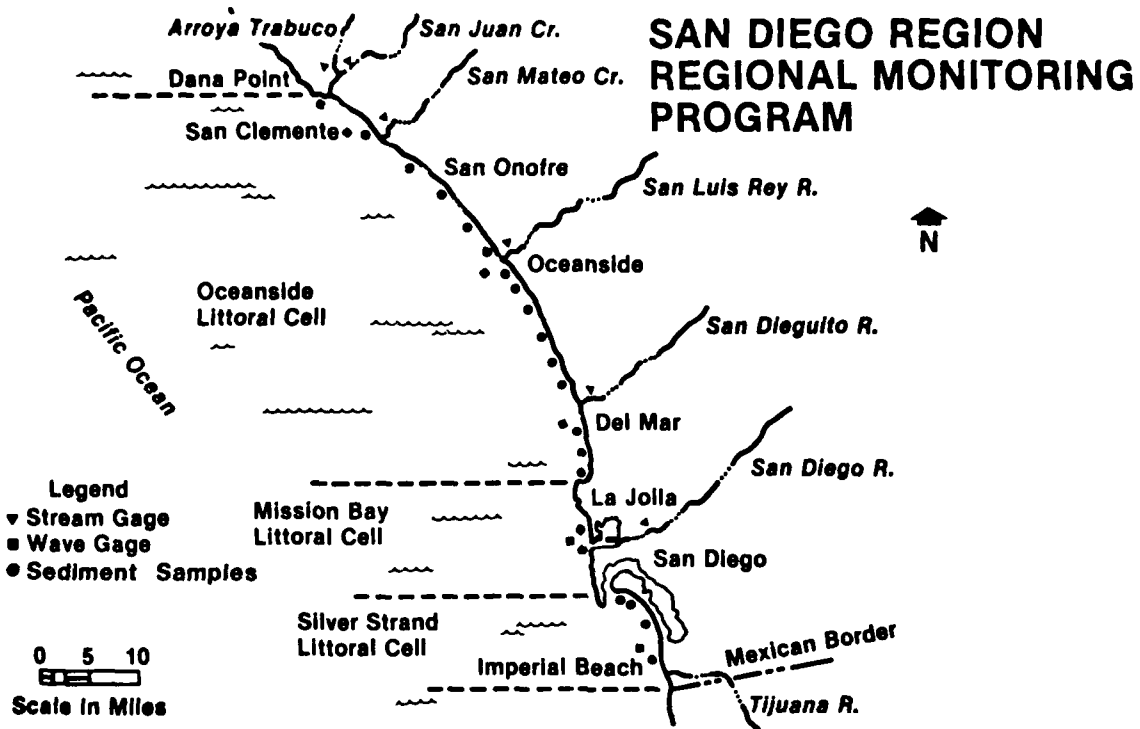 SAN DIEGO REGION
REGIONAL MONITORING
PROGRAM
Arroya Trabuco
San Juan Cr.
San Mateo Cr.
Dana Point
San Clemente
San Onofre
San Luis Rey R.
N
Oceanside
Oceanside
Littoral Cell
Pacific Ocean
San Dieguito R.
Del Mar
San Diego R.
La Jolla
Legend
Stream Gage
Wave Gage
Sediment Samples
Mission Bay
Littoral Cell
San Diego
Silver Strand
Littoral Cell
Imperial Beach
Mexican Border
Tijuana R.
0 5 10
Scale in Miles